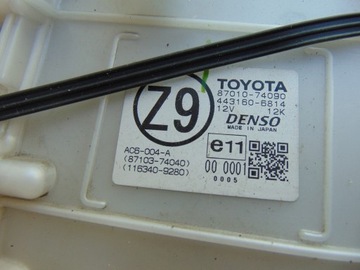 Z9
TOYOTA
87010-74090
443160-6814
12V 12K
DENSO
MADE IN JAPAN
AC6-004-A
(87103-74040)
(116340-9280)
e11
00 0001
0005